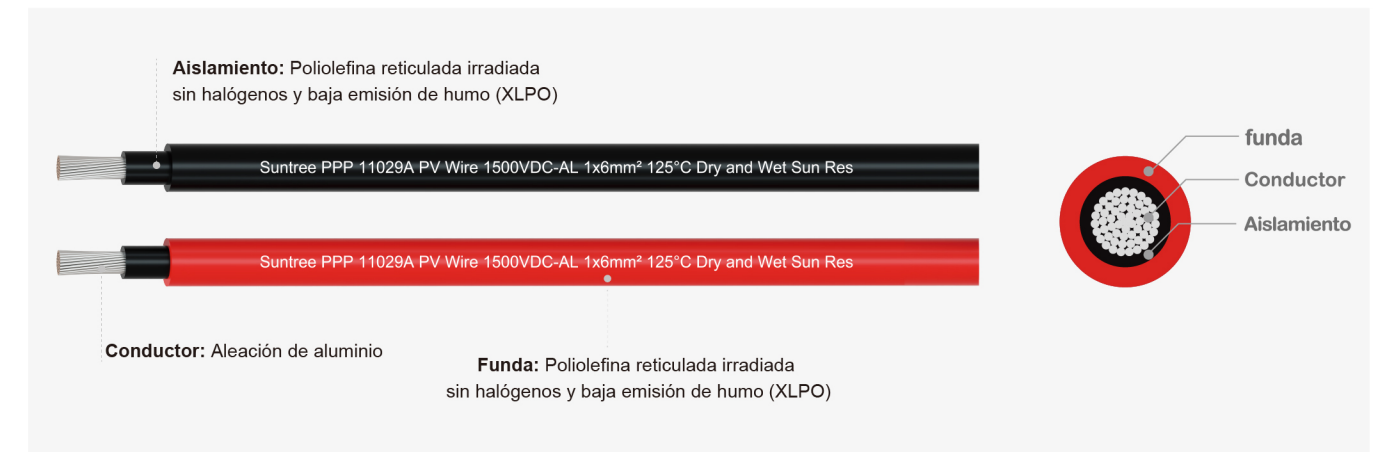 Aislamiento: Poliolefina reticulada irradiada
sin halógenos y baja emisión de humo (XLPO)
Suntree PPP 11029A PV Wire 1500VDC-AL 1x6mm² 125°C Dry and Wet Sun Res
Suntree PPP 11029A PV Wire 1500VDC-AL 1x6mm² 125°C Dry and Wet Sun Res
Conductor: Aleación de aluminio
Funda: Poliolefina reticulada irradiada
sin halógenos y baja emisión de humo (XLPO)
funda
Conductor
Aislamiento